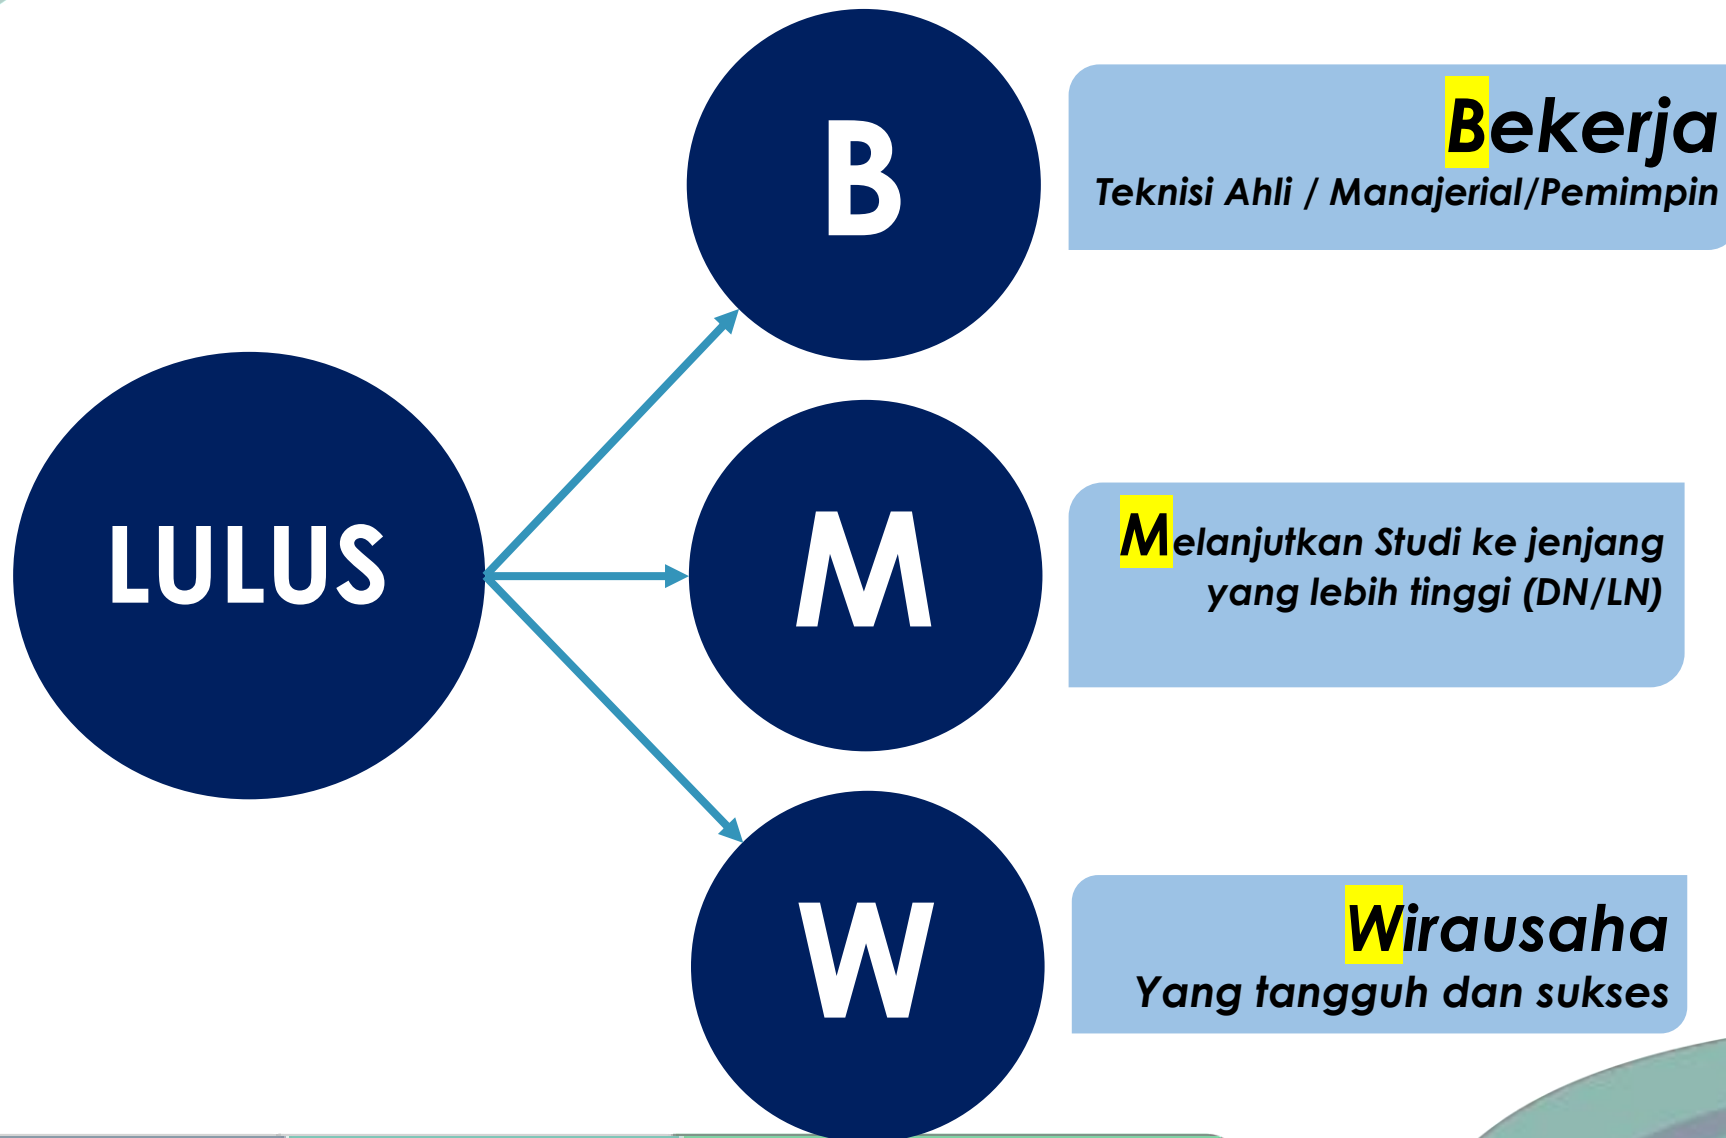 B
Bekerja
Teknisi Ahli / Manajerial/Pemimpin
LULUS
M
Melanjutkan Studi ke jenjang
yang lebih tinggi (DN/LN)
W
Wirausaha
Yang tangguh dan sukses